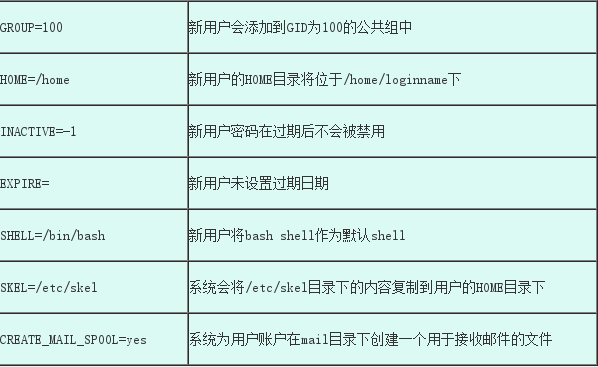 GROUP=100 新用户会添加到GID为100的公共组中
HOME=/home 新用户的HOME目录将位于/home/loginname下
INACTIVE=-1 新用户密码在过期后不会被禁用
EXPIRE= 新用户未设置过期日期
SHELL=/bin/bash 新用户将bash shell作为默认shell
SKEL=/etc/skel 系统会将/etc/skel目录下的内容复制到用户的HOME目录下
CREATE_MAIL_SPOOL=yes 系统为用户账户在mail目录下创建一个用于接收邮件的文件